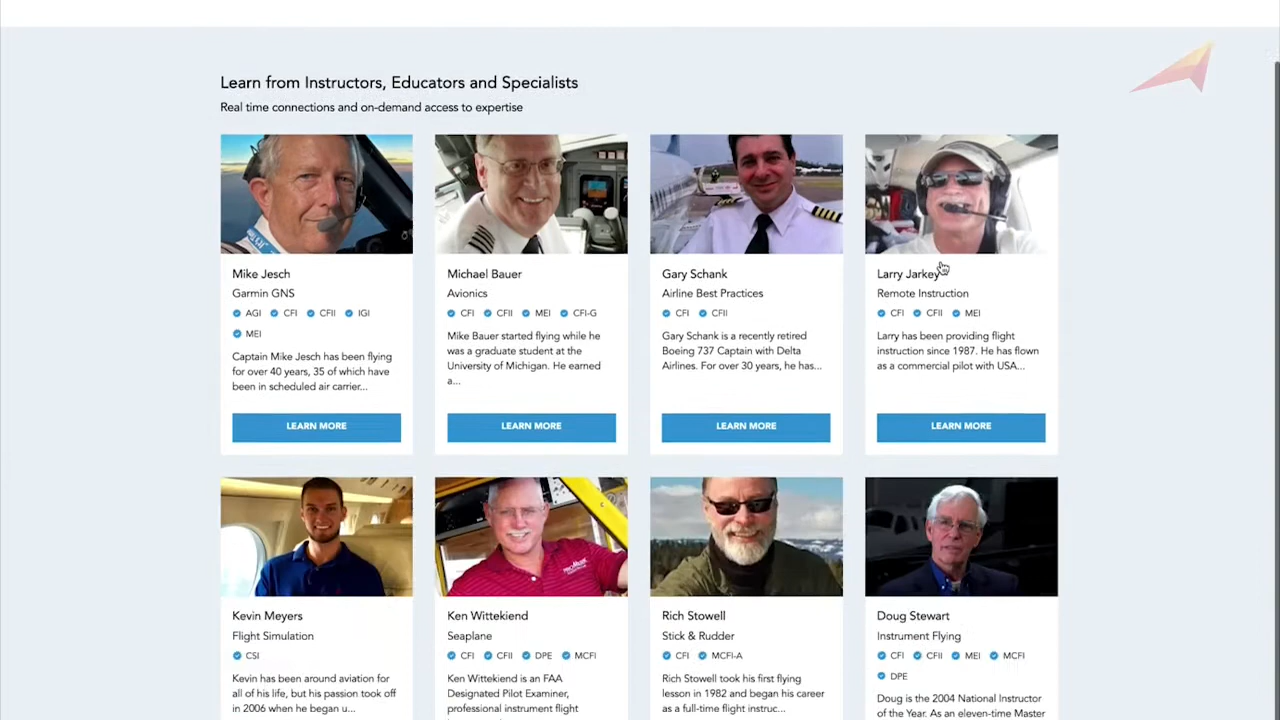 Learn from Instructors, Educators and Specialists
Real time connections and on-demand access to expertise
Mike Jesch
Garmin GNS
AGI CFI CFII IGI
MEI
Captain Mike Jesch has been flying
for over 40 years, 35 of which have
been in scheduled air carrier...
LEARN MORE
Michael Bauer
Avionics
CFI CFII MEI CFI-G
Mike Bauer started flying while he
was a graduate student at the
University of Michigan. He earned
a...
LEARN MORE
Gary Schank
Airline Best Practices
CFI CFII
Gary Schank is a recently retired
Boeing 737 Captain with Delta
Airlines. For over 30 years, he has...
LEARN MORE
Larry Jarkey
Remote Instruction
CFI CFII MEI
Larry has been providing flight
instruction since 1987. He has flown
as a commercial pilot with USA...
LEARN MORE
Kevin Meyers
Flight Simulation
CSI
Kevin has been around aviation for
all of his life, but his passion took off
in 2006 when he began u...
Ken Wittekiend
Seaplane
CFI CFII DPE MCFI
Ken Wittekiend is an FAA
Designated Pilot Examiner,
professional instrument flight
Rich Stowell
Stick & Rudder
CFI MCFI-A
Rich Stowell took his first flying
lesson in 1982 and began his career
as a full-time flight instruc...
Doug Stewart
Instrument Flying
CFI CFII MEI MCFI
DPE
Doug is the 2004 National Instructor
of the Year. As an eleven-time Master